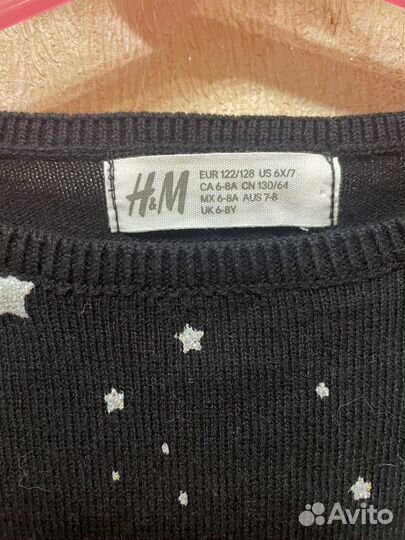 H&M
EUR 122/128 US 6X/7
CA 6-8A CN 130/64
MX 6-8A AUS 7-8
UK 6-8Y
Avito